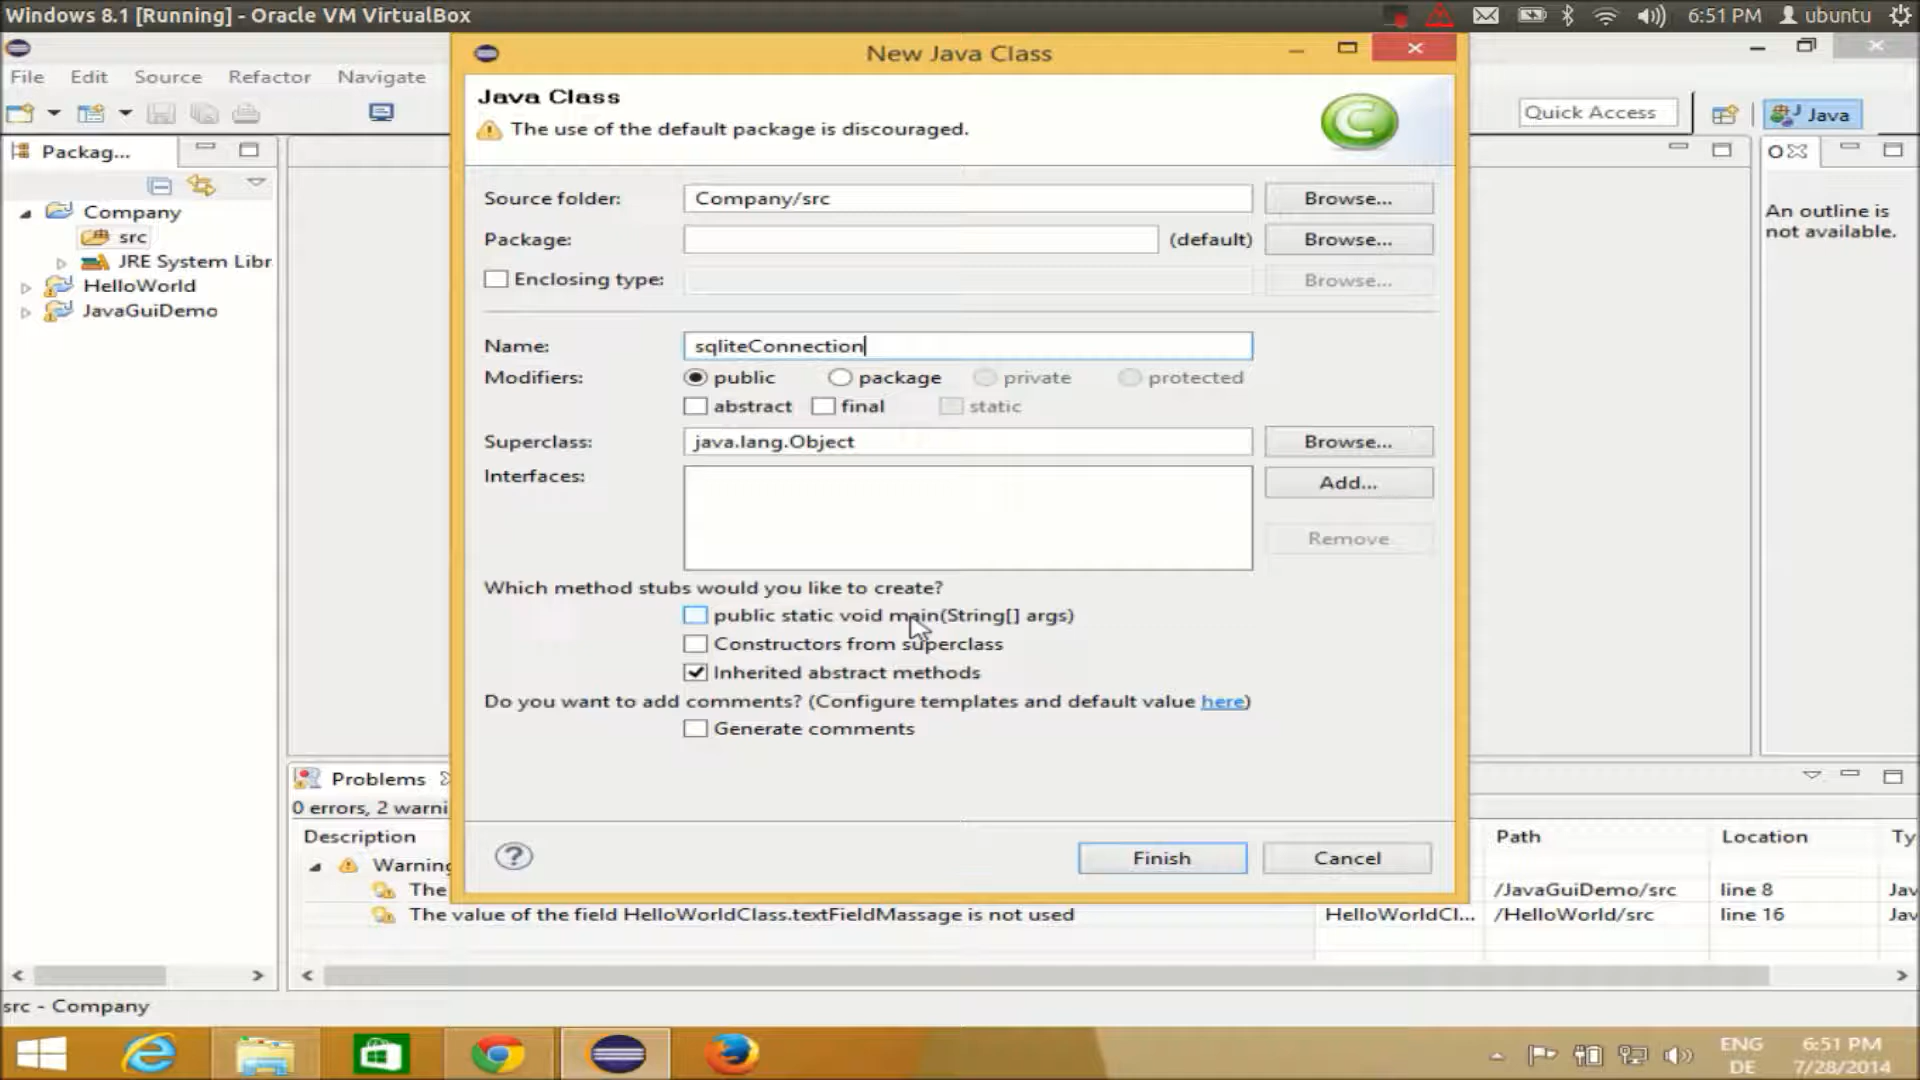 Windows 8.1 [Running] - Oracle VM VirtualBox
6:51 PM
ubuntu
New Java Class
File Edit Source Refactor Navigate
Java Class
The use of the default package is discouraged.
Quick Access
Java
Packag...
Company
src
JRE System Libr
HelloWorld
JavaGuiDemo
Source folder:
Company/src
Browse...
Package:
(default)
Browse...
Enclosing type:
Browse...
Name:
sqliteConnection
Modifiers:
public
package
private
protected
abstract
final
static
Superclass:
java.lang.Object
Browse...
Interfaces:
Add...
Remove
Which method stubs would you like to create?
public static void main(String[] args)
Constructors from superclass
Inherited abstract methods
Do you want to add comments? (Configure templates and default value here)
Generate comments
Finish
Cancel
An outline is
not available.
Problems
0 errors, 2 warni
Description
Path
Location
Ty
Warning
The
/JavaGuiDemo/src
line 8
Jav
The value of the field HelloWorldClass.textFieldMassage is not used
HelloWorldCl...
/HelloWorld/src
line 16
Jav
src - Company
ENG
DE
6:51 PM
7/28/2014